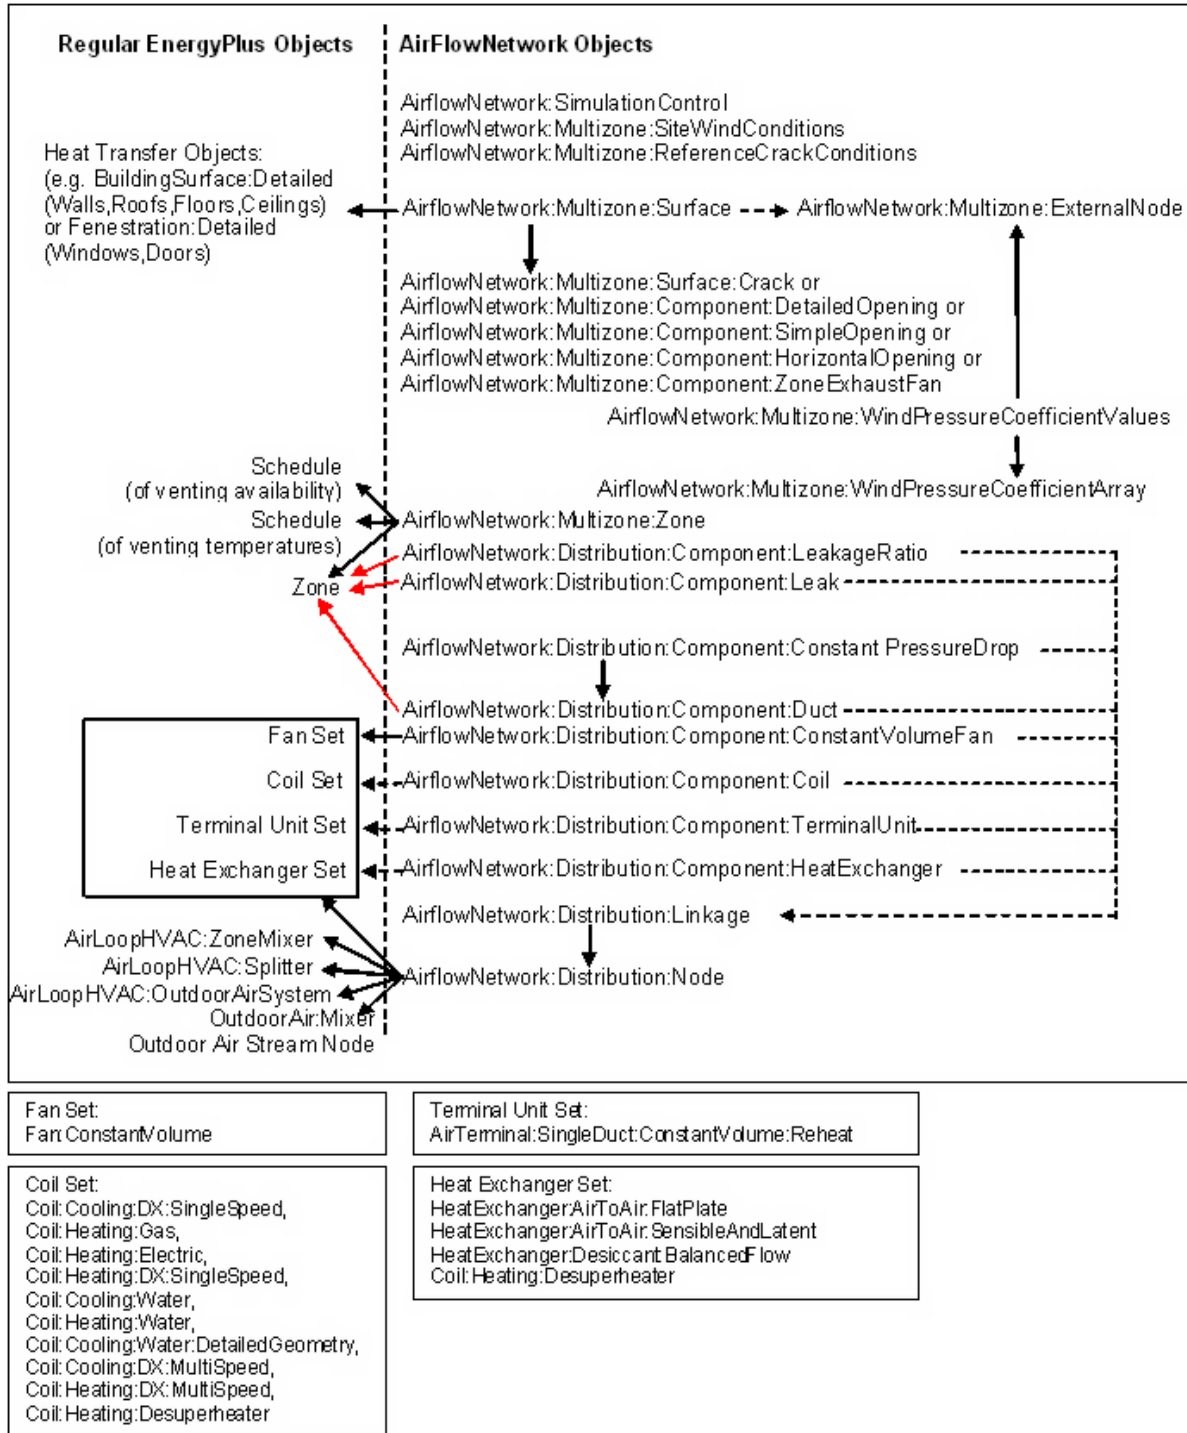 Regular EnergyPlus Objects
AirFlowNetwork Objects
AirflowNetwork:SimulationControl
AirflowNetwork:Multizone:SiteWindConditions
AirflowNetwork:Multizone:ReferenceCrackConditions
Heat Transfer Objects:
(e.g. BuildingSurface:Detailed
(Walls,Roofs,Floors,Ceilings)
or Fenestration:Detailed
(Windows,Doors)
AirflowNetwork:Multizone:Surface
AirflowNetwork:Multizone:ExternalNode
AirflowNetwork:Multizone:Surface:Crack or
AirflowNetwork:Multizone:Component:DetailedOpening or
AirflowNetwork:Multizone:Component:SimpleOpening or
AirflowNetwork:Multizone:Component:HorizontalOpening or
AirflowNetwork:Multizone:Component:ZoneExhaustFan
AirflowNetwork:Multizone:WindPressureCoefficientValues
AirflowNetwork:Multizone:WindPressureCoefficientArray
Schedule
(of venting availability)
Schedule
(of venting temperatures)
Zone
AirflowNetwork:Multizone:Zone
AirflowNetwork:Distribution:Component:LeakageRatio
AirflowNetwork:Distribution:Component:Leak
AirflowNetwork:Distribution:Component:Constant PressureDrop
AirflowNetwork:Distribution:Component:Duct
Fan Set
AirflowNetwork:Distribution:Component:ConstantVolumeFan
Coil Set
AirflowNetwork:Distribution:Component:Coil
Terminal Unit Set
AirflowNetwork:Distribution:Component:TerminalUnit
Heat Exchanger Set
AirflowNetwork:Distribution:Component:HeatExchanger
AirflowNetwork:Distribution:Linkage
AirflowNetwork:Distribution:Node
AirLoopHVAC:ZoneMixer
AirLoopHVAC:Splitter
AirLoopHVAC:OutdoorAirSystem
OutdoorAir:Mixer
Outdoor Air Stream Node
Fan Set:
Fan:ConstantVolume
Terminal Unit Set:
AirTerminal:SingleDuct:ConstantVolume:Reheat
Coil Set:
Coil:Cooling:DX:SingleSpeed,
Coil:Heating:Gas,
Coil:Heating:Electric,
Coil:Heating:DX:SingleSpeed,
Coil:Cooling:Water,
Coil:Heating:Water,
Coil:Cooling:Water:DetailedGeometry,
Coil:Cooling:DX:MultiSpeed,
Coil:Heating:DX:MultiSpeed,
Coil:Heating:Desuperheater
Heat Exchanger Set:
HeatExchanger:AirToAir:FlatPlate
HeatExchanger:AirToAir:SensibleAndLatent
HeatExchanger:Desiccant:BalancedFlow
Coil:Heating:Desuperheater